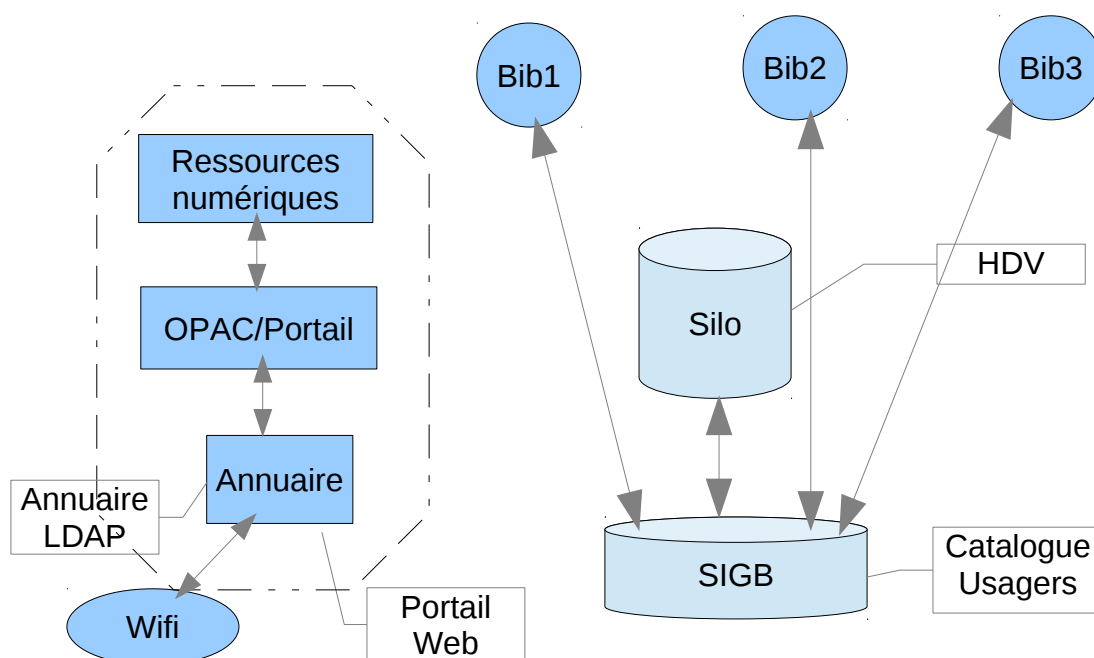 Bib1
Bib2
Bib3
Ressources
numériques
HDV
Silo
OPAC/Portail
Annuaire
Annuaire
LDAP
SIGB
Catalogue
Usagers
Wifi
Portail
Web